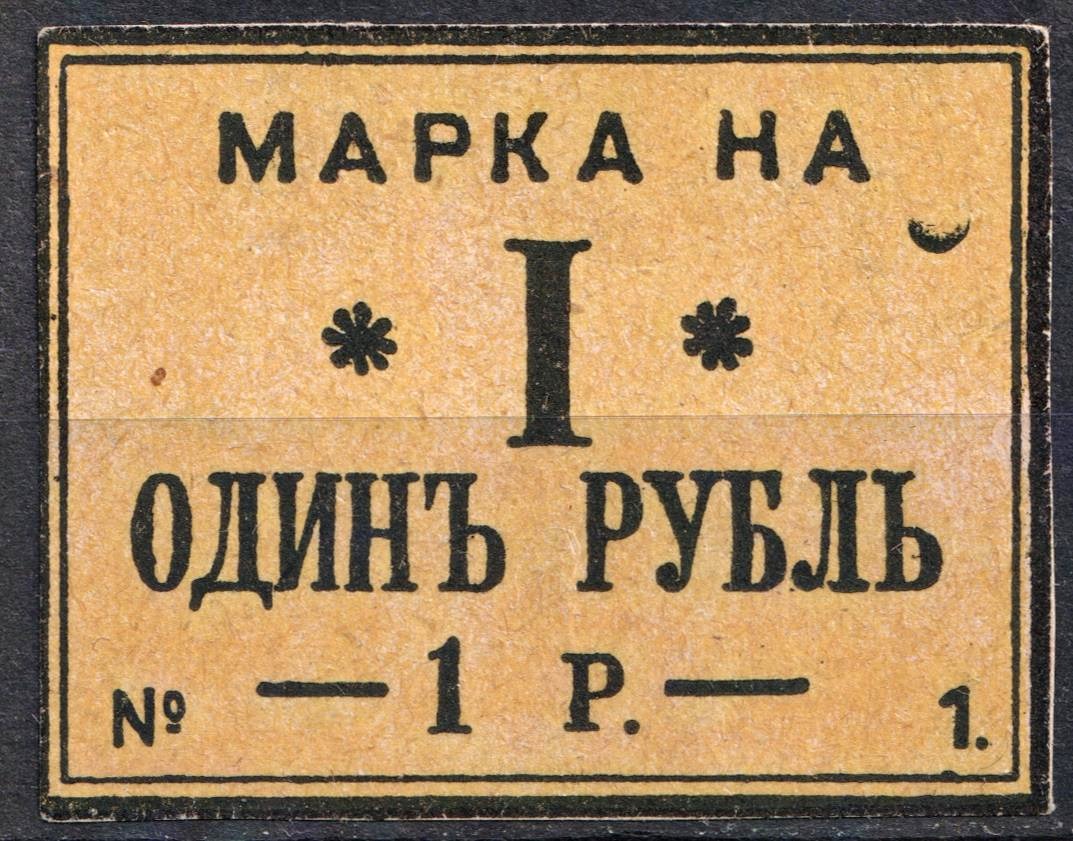 МАРКА НА
I
ОДИНЪ РУБЛЬ
— 1 Р. —
№ 1.